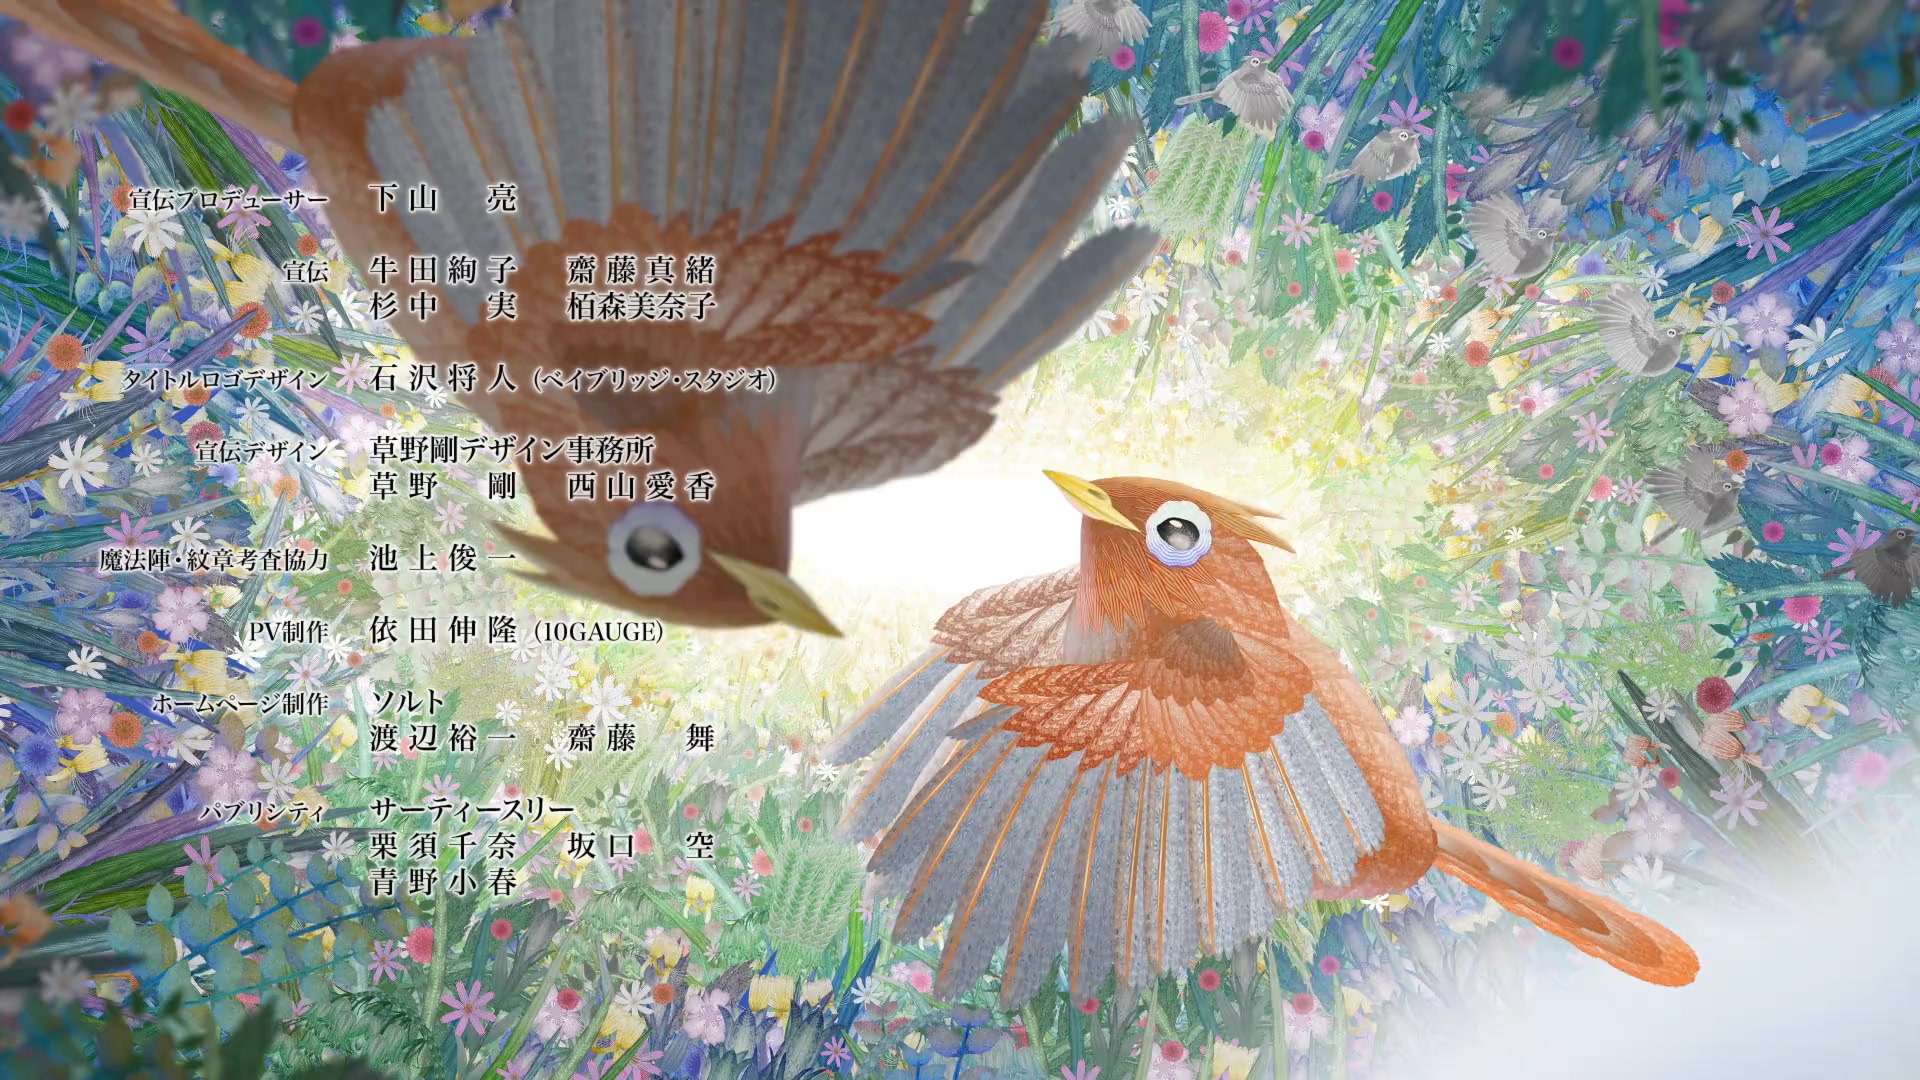 宣伝プロデューサー 下山 亮
宣伝 牛田絢子 齋藤真緒
杉中 実 栢森美奈子
タイトルロゴデザイン 石沢将人(ベイブリッジ・スタジオ)
宣伝デザイン 草野剛デザイン事務所
草野 剛 西山愛香
魔法陣・紋章考査協力 池上俊一
PV制作 依田伸隆(10GAUGE)
ホームページ制作 ソルト
渡辺裕一 齋藤 舞
パブリシティ サーティースリー
栗須千奈 坂口 空
青野小春